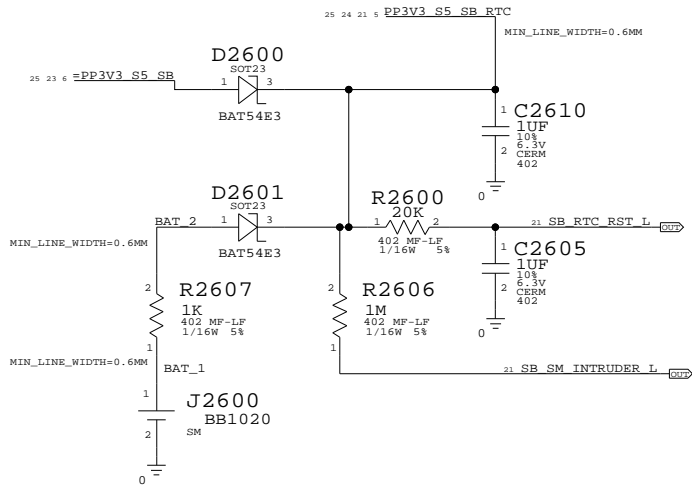 25 24 21 5 PP3V3_S5_SB_RTC
MIN_LINE_WIDTH=0.6MM
D2600
SOT23
25 23 6 =PP3V3_S5_SB
1 3
BAT54E3
1
C2610
1UF
10%
6.3V
CERM
402
2
0
D2601
SOT23
BAT_2
1 3
BAT54E3
R2600
20K
1 2
402 MF-LF
1/16W 5%
21 SB_RTC_RST_L
OUT
MIN_LINE_WIDTH=0.6MM
1
C2605
1UF
10%
6.3V
CERM
402
2
0
2
R2607
1K
402 MF-LF
1/16W 5%
1
2
R2606
1M
402 MF-LF
1/16W 5%
1
MIN_LINE_WIDTH=0.6MM
BAT_1
21 SB_SM_INTRUDER_L
OUT
1
J2600
BB1020
2
SM
0